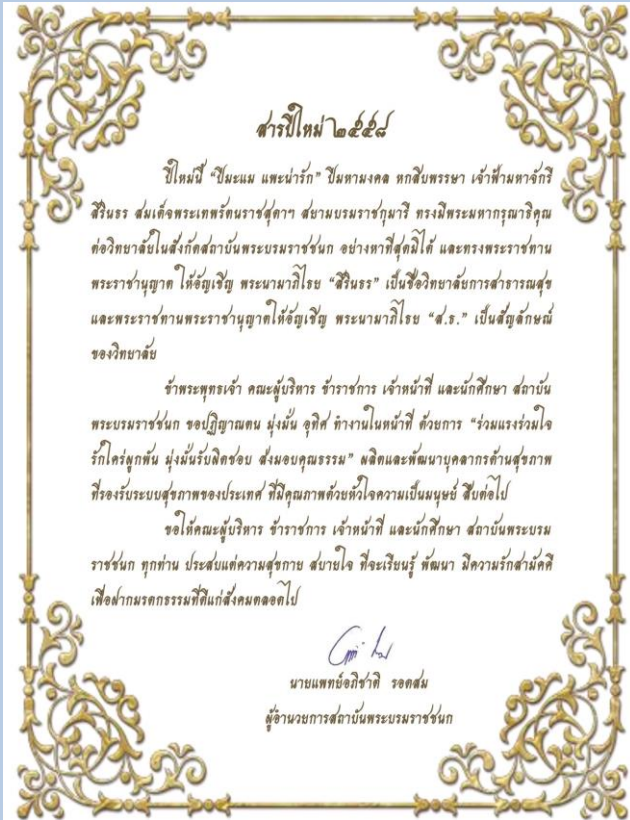 สารปีใหม่ ๒๕๕๘
ปีใหม่นี้ “ปีมะแม แพะน่ารัก” ปีมหามงคล หกสิบพรรษา เจ้าฟ้ามหาจักรี
สิรินธร สมเด็จพระเทพรัตนราชสุดาฯ สยามบรมราชกุมารี ทรงมีพระมหากรุณาธิคุณ
ต่อวิทยาลัยในสังกัดสถาบันพระบรมราชชนก อย่างหาที่สุดมิได้ และทรงพระราชทาน
พระราชานุญาต ให้อัญเชิญ พระนามาภิไธย “สิรินธร” เป็นชื่อวิทยาลัยการสาธารณสุข
และพระราชทานพระราชานุญาตให้อัญเชิญ พระนามาภิไธย “ส.ธ.” เป็นสัญลักษณ์
ของวิทยาลัย
ข้าพระพุทธเจ้า คณะผู้บริหาร ข้าราชการ เจ้าหน้าที่ และนักศึกษา สถาบัน
พระบรมราชชนก ขอปฏิญาณตน มุ่งมั่น อุทิศ ทำงานในหน้าที่ ด้วยการ “ร่วมแรงร่วมใจ
รักใคร่ผูกพัน มุ่งมั่นรับผิดชอบ ส่งมอบคุณธรรม” ผลิตและพัฒนาบุคลากรด้านสุขภาพ
ที่รองรับระบบสุขภาพของประเทศ ที่มีคุณภาพด้วยหัวใจความเป็นมนุษย์ สืบต่อไป
ขอให้คณะผู้บริหาร ข้าราชการ เจ้าหน้าที่ และนักศึกษา สถาบันพระบรม
ราชชนก ทุกท่าน ประสบแต่ความสุขกาย สบายใจ ที่จะเรียนรู้ พัฒนา มีความรักสามัคคี
เพื่อฝากมรดกธรรมที่ดีแก่สังคมตลอดไป
นายแพทย์อภิชาติ รอดสม
ผู้อำนวยการสถาบันพระบรมราชชนก